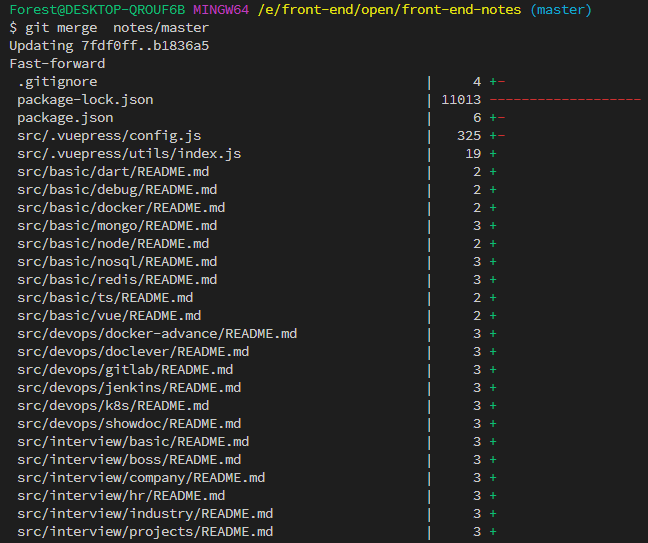 Forest@DESKTOP-QROUF6B MINGW64 /e/front-end/open/front-end-notes (master)
$ git merge  notes/master
Updating 7fdf0ff..b1836a5
Fast-forward
 .gitignore                                         |     4 +-
 package-lock.json                                  | 11013 -------------------
 package.json                                       |     6 +-
 src/.vuepress/config.js                            |   325 +-
 src/.vuepress/utils/index.js                       |    19 +
 src/basic/dart/README.md                           |     2 +
 src/basic/debug/README.md                          |     2 +
 src/basic/docker/README.md                         |     2 +
 src/basic/mongo/README.md                          |     3 +
 src/basic/node/README.md                           |     2 +
 src/basic/nosql/README.md                          |     3 +
 src/basic/redis/README.md                          |     3 +
 src/basic/ts/README.md                             |     2 +
 src/basic/vue/README.md                            |     2 +
 src/devops/docker-advance/README.md                |     3 +
 src/devops/doclever/README.md                      |     3 +
 src/devops/gitlab/README.md                        |     3 +
 src/devops/jenkins/README.md                       |     3 +
 src/devops/k8s/README.md                           |     3 +
 src/devops/showdoc/README.md                       |     3 +
 src/interview/basic/README.md                      |     3 +
 src/interview/boss/README.md                       |     3 +
 src/interview/company/README.md                    |     3 +
 src/interview/hr/README.md                         |     3 +
 src/interview/industry/README.md                   |     3 +
 src/interview/projects/README.md                   |     3 +